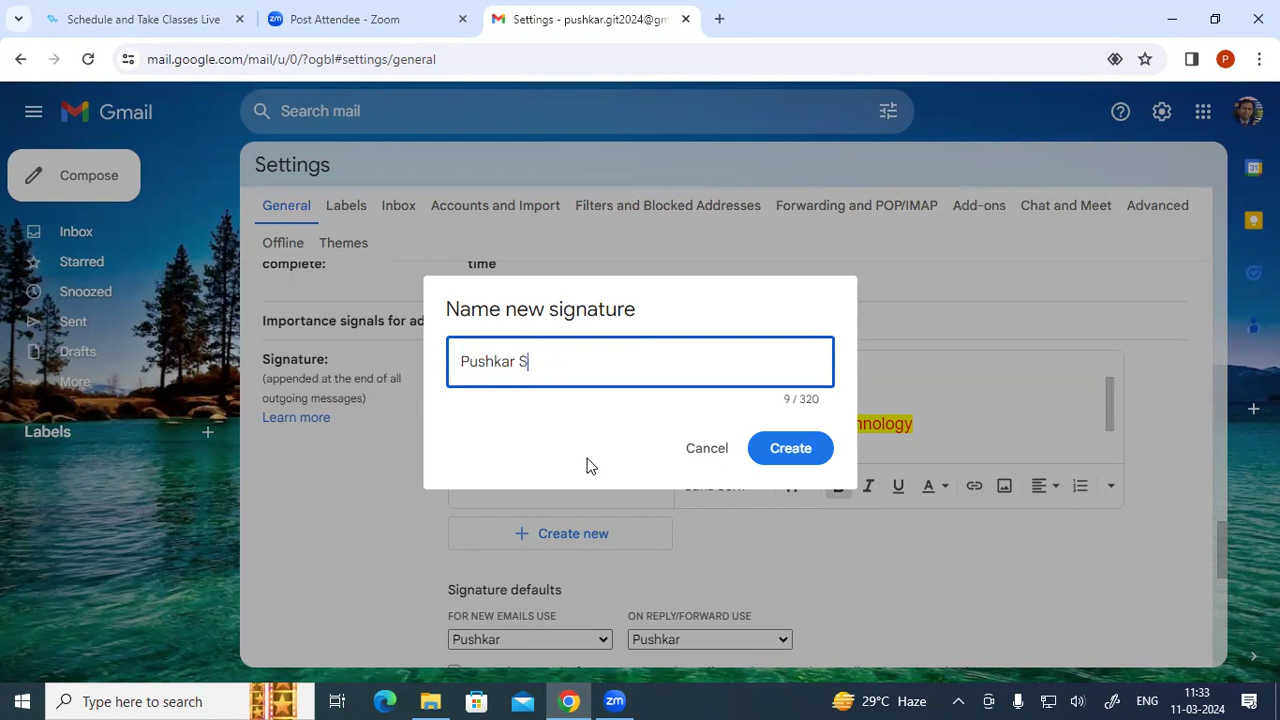 Schedule and Take Classes Live
Post Attendee - Zoom
Settings - pushkar.git2024@gm
mail.google.com/mail/u/0/?ogbl#settings/general
P
Gmail
Search mail
Compose
Settings
General Labels Inbox Accounts and Import Filters and Blocked Addresses Forwarding and POP/IMAP Add-ons Chat and Meet Advanced
Offline Themes
Inbox
Starred
Snoozed
Sent
Drafts
More
Labels
complete:
time
Importance signals for ad
Signature:
(appended at the end of all
outgoing messages)
Learn more
Name new signature
Pushkar S
9 / 320
Cancel
Create
Create new
Signature defaults
FOR NEW EMAILS USE
ON REPLY/FORWARD USE
Pushkar
Pushkar
Type here to search
29°C Haze
ENG
11:33
11-03-2024